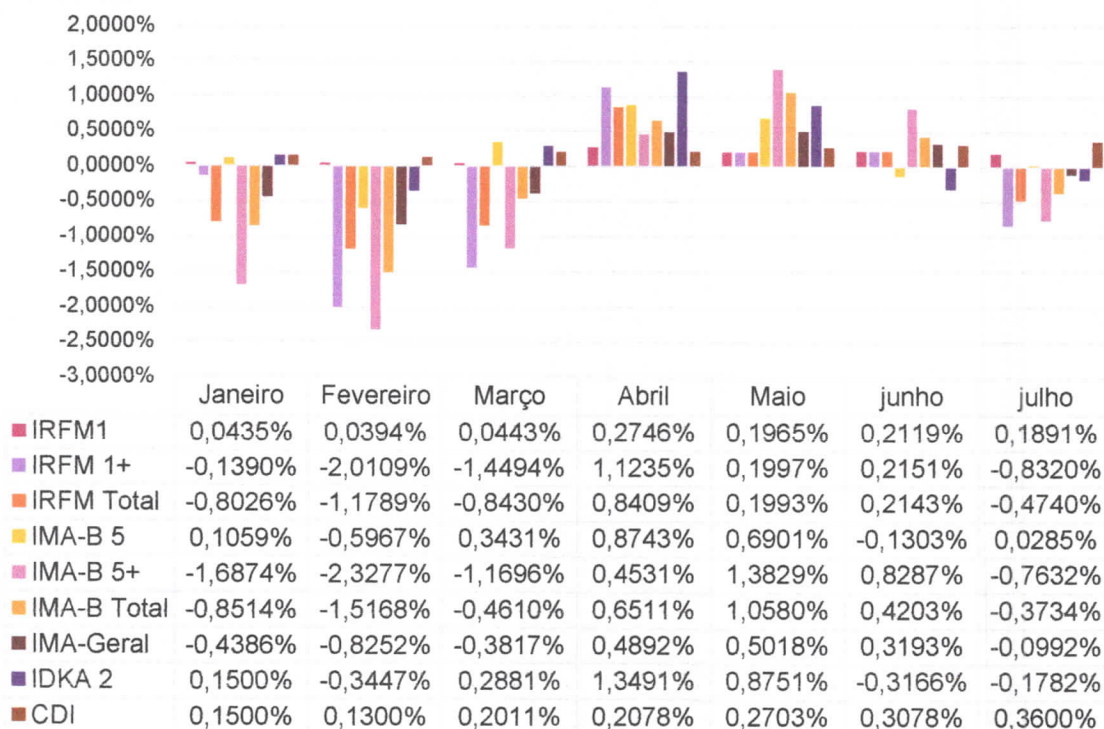 2,0000%
1,5000%
1,0000%
0,5000%
0,0000%
-0,5000%
-1,0000%
-1,5000%
-2,0000%
-2,5000%
-3,0000%
Janeiro Fevereiro Março Abril Maio junho julho
IRFM1 0,0435% 0,0394% 0,0443% 0,2746% 0,1965% 0,2119% 0,1891%
IRFM 1+ -0,1390% -2,0109% -1,4494% 1,1235% 0,1997% 0,2151% -0,8320%
IRFM Total -0,8026% -1,1789% -0,8430% 0,8409% 0,1993% 0,2143% -0,4740%
IMA-B 5 0,1059% -0,5967% 0,3431% 0,8743% 0,6901% -0,1303% 0,0285%
IMA-B 5+ -1,6874% -2,3277% -1,1696% 0,4531% 1,3829% 0,8287% -0,7632%
IMA-B Total -0,8514% -1,5168% -0,4610% 0,6511% 1,0580% 0,4203% -0,3734%
IMA-Geral -0,4386% -0,8252% -0,3817% 0,4892% 0,5018% 0,3193% -0,0992%
IDKA 2 0,1500% -0,3447% 0,2881% 1,3491% 0,8751% -0,3166% -0,1782%
CDI 0,1500% 0,1300% 0,2011% 0,2078% 0,2703% 0,3078% 0,3600%